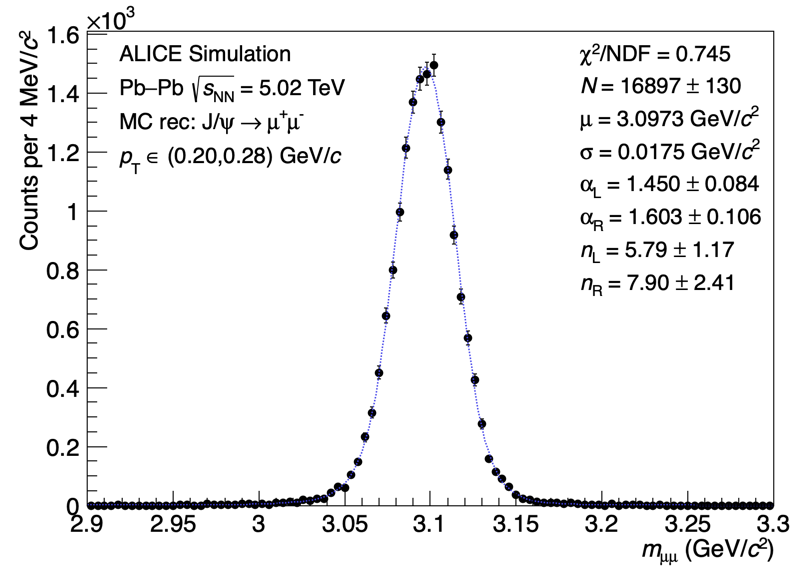 ×10³
ALICE Simulation
Pb–Pb √sNN = 5.02 TeV
MC rec: J/ψ → μ⁺μ⁻
pT ∈ (0.20,0.28) GeV/c
χ²/NDF = 0.745
N = 16897 ± 130
μ = 3.0973 GeV/c²
σ = 0.0175 GeV/c²
αL = 1.450 ± 0.084
αR = 1.603 ± 0.106
nL = 5.79 ± 1.17
nR = 7.90 ± 2.41
Counts per 4 MeV/c²
1.6
1.4
1.2
1
0.8
0.6
0.4
0.2
0
2.9 2.95 3 3.05 3.1 3.15 3.2 3.25 3.3
mμμ (GeV/c²)